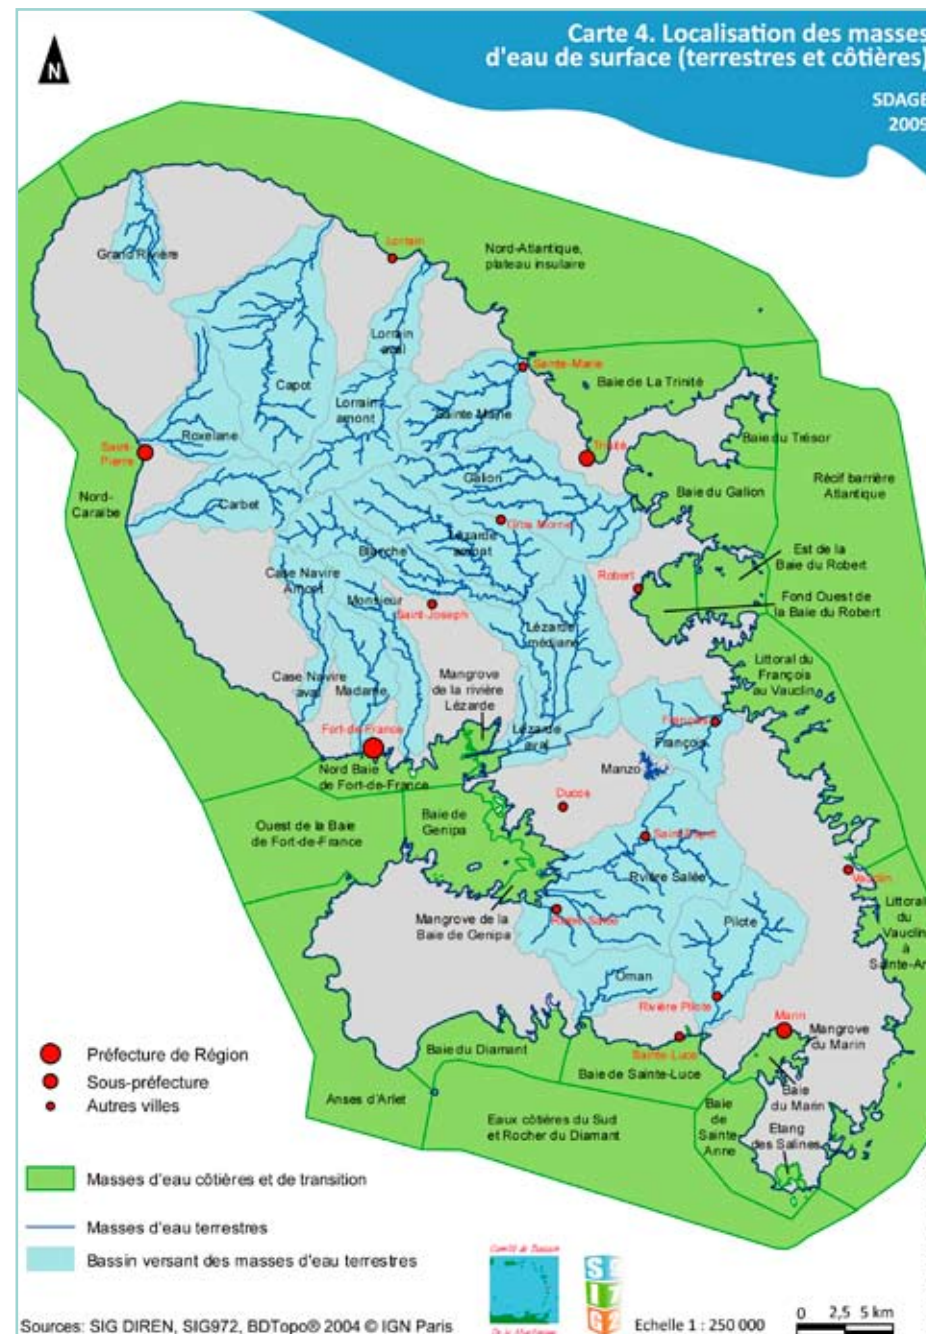 Carte 4. Localisation des masses
d'eau de surface (terrestres et côtières)
SDAGE
2009
N
Grand Rivière
Lorrain
Nord-Atlantique,
plateau insulaire
Lorrain
aval
Sainte-Marie
Baie de La Trinité
Capot
Lorrain
amont
Sainte Marie
Roxelane
Saint-
Pierre
Trinité
Baie du Trésor
Nord-
Caraïbe
Carbet
Galion
Baie du Galion
Récif barrière
Atlantique
Gros Morne
Lézarde
amont
Blanche
Case Navire
Amont
Est de la
Baie du Robert
Robert
Monsieur
Saint-Joseph
Fond Ouest de
la Baie du Robert
Lézarde
médiane
Case Navire
aval
Madame
Mangrove
de la rivière
Lézarde
Littoral du
François
au Vauclin
Fort-de-France
Lézarde
aval
François
François
Nord Baie
de Fort-de-France
Manzo
Ducos
Baie de
Genipa
Ouest de la Baie
de Fort-de-France
Saint Esprit
Rivière Salée
Vauclin
Mangrove de la
Baie de Genipa
Pilote
Littoral
du
Vauclin
à
Sainte-An
Oman
Rivière Pilote
Marin
Mangrove
du Marin
Sainte-Luce
Baie du Diamant
Baie de Sainte-Luce
Baie
du Marin
Anses d'Arlet
Eaux côtières du Sud
et Rocher du Diamant
Baie
de
Sainte
Anne
Etang
des Salines
Préfecture de Région
Sous-préfecture
Autres villes
Masses d'eau côtières et de transition
Masses d'eau terrestres
Bassin versant des masses d'eau terrestres
Comité de Bassin
De la Martinique
Sources: SIG DIREN, SIG972, BDTopo® 2004 © IGN Paris
Echelle 1 : 250 000
0 2,5 5 km